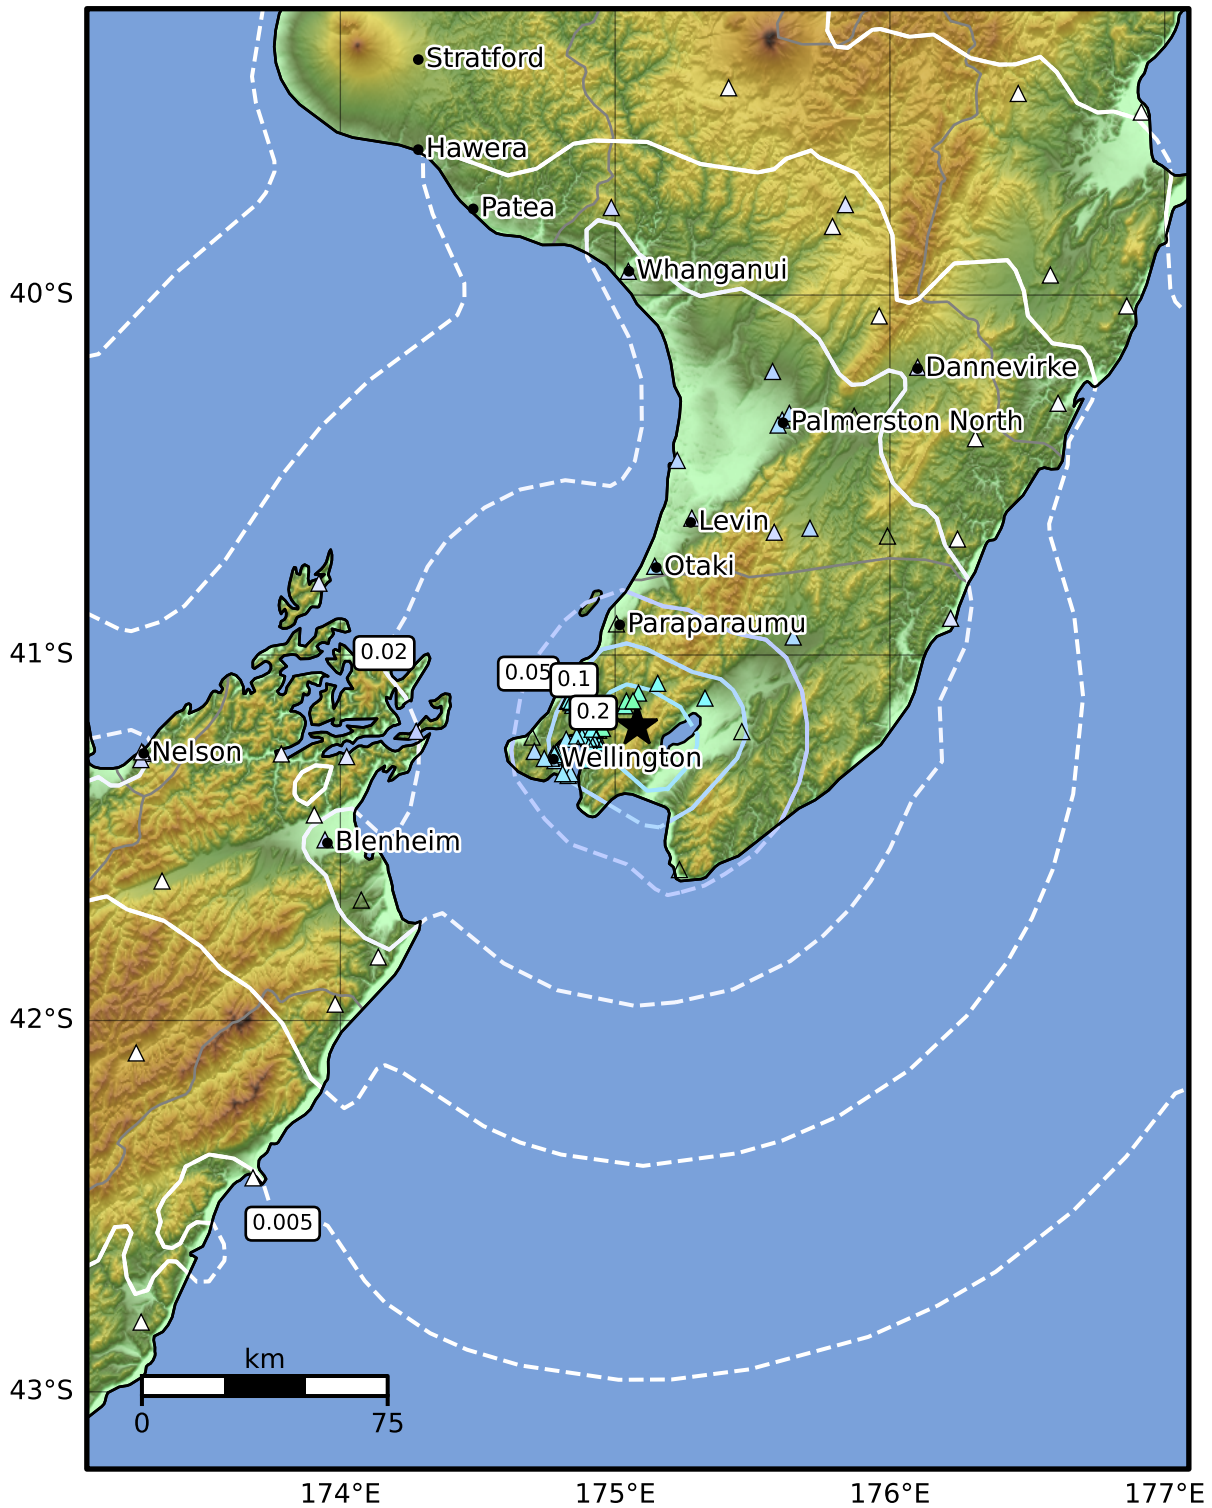 Stratford
Hawera
Patea
Whanganui
40°S
Dannevirke
Palmerston North
Levin
Otaki
Paraparaumu
41°S
0.02
0.05
0.1
0.2
Nelson
Wellington
Blenheim
42°S
0.005
km
43°S
0
75
174°E
175°E
176°E
177°E